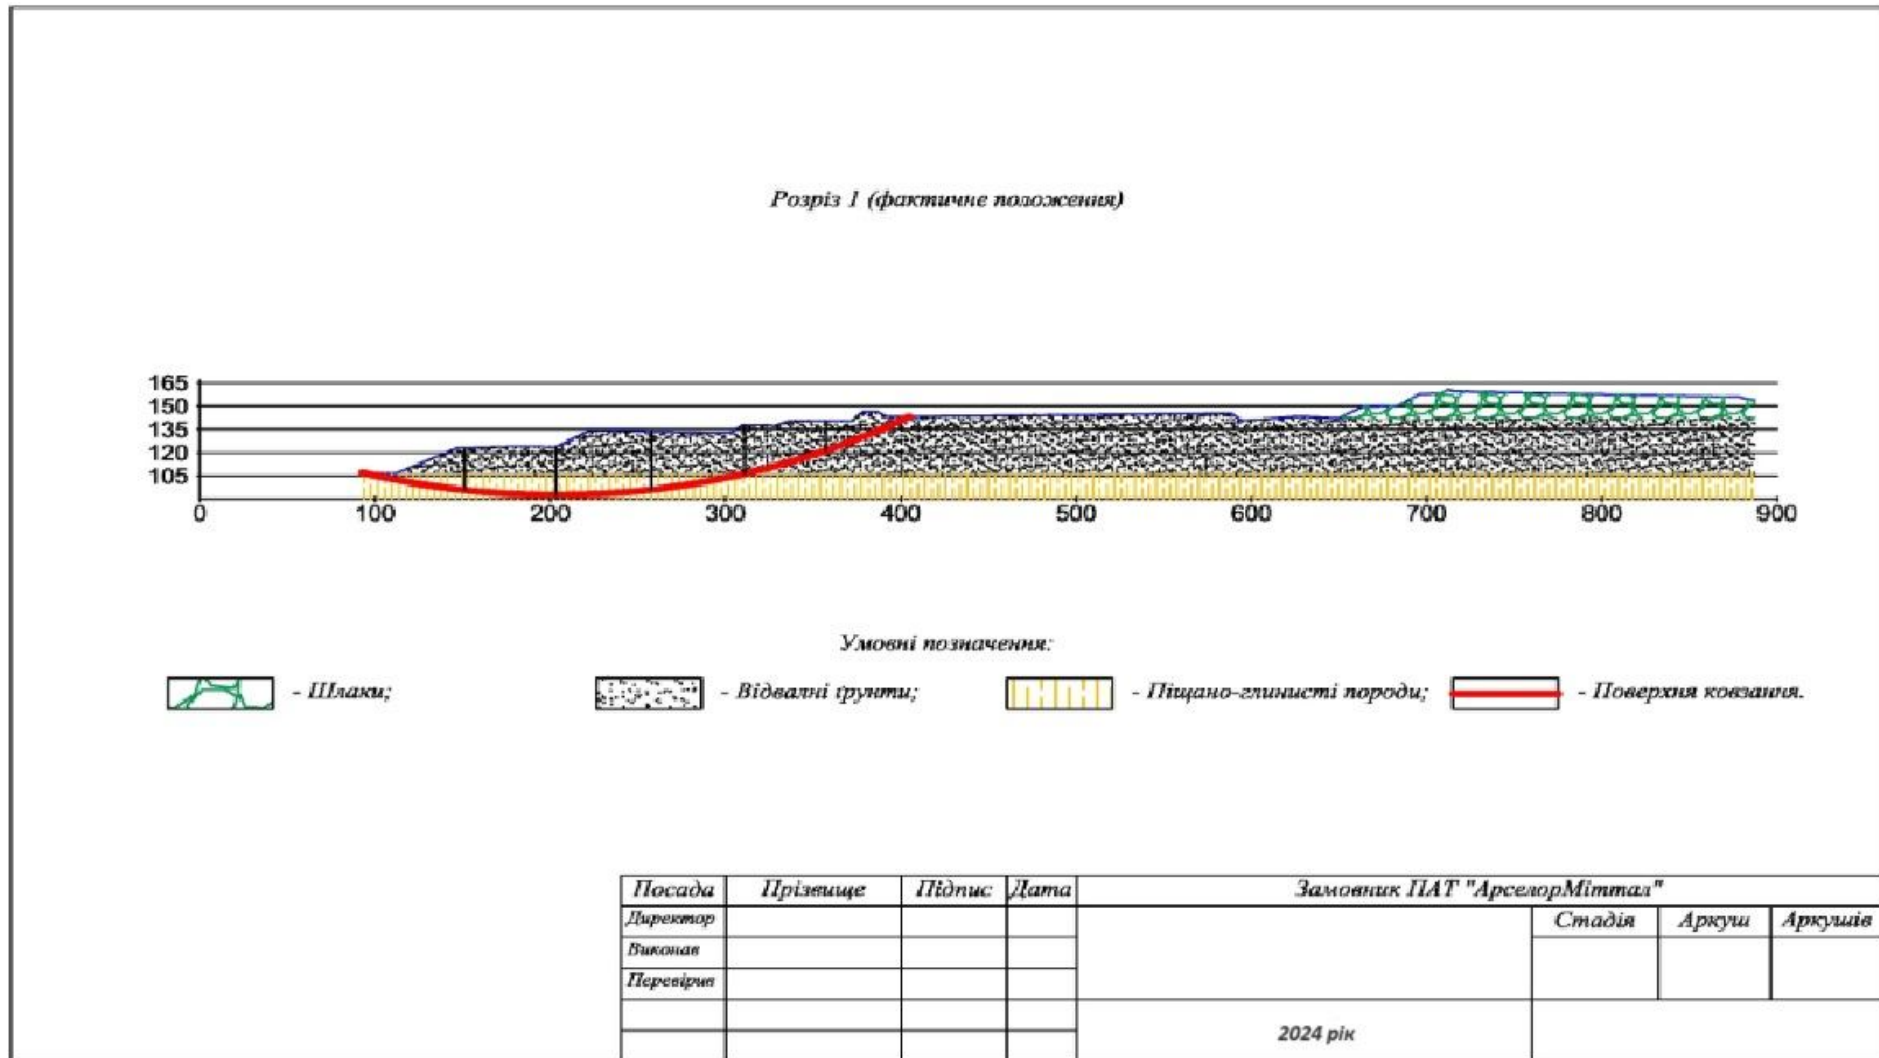 Розріз 1 (фактичне положення)
165
150
135
120
105
0 100 200 300 400 500 600 700 800 900
Умовні позначення:
- Шлаки; - Відвалні ґрунти; - Піщано-глинисті породи; - Поверхня ковзання.
Посада Прізвище Підпис Дата Замовник ПАТ "АрселорМіттал"
Директор Стадія Аркуш Аркушів
Виконав
Перевірив
2024 рік